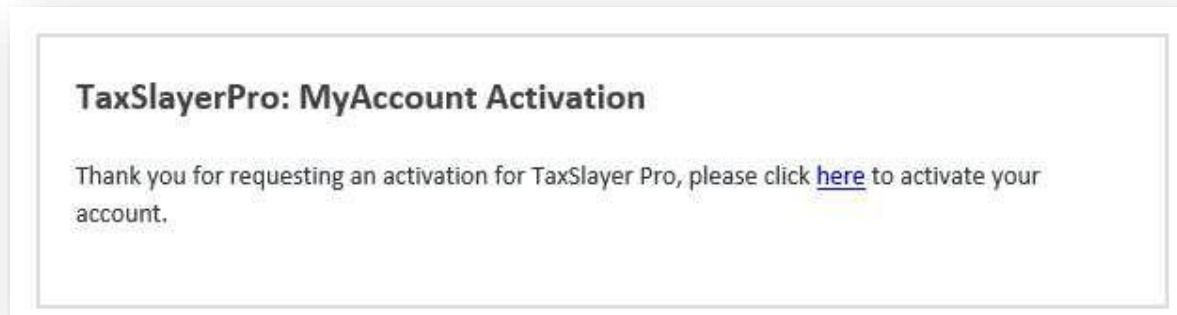 TaxSlayerPro: MyAccount Activation
Thank you for requesting an activation for TaxSlayer Pro, please click here to activate your
account.